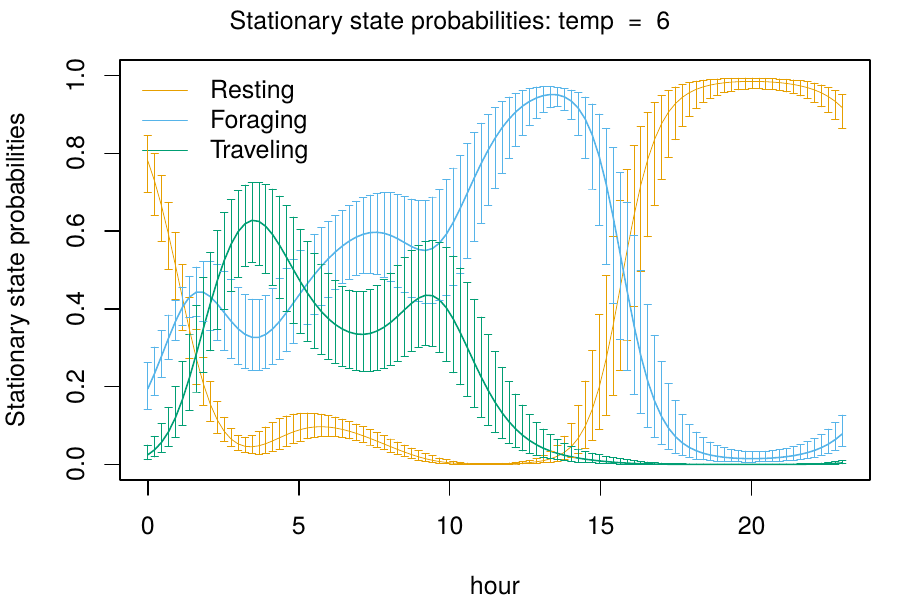 Stationary state probabilities: temp = 6
Stationary state probabilities
1.0
0.8
0.6
0.4
0.2
0.0
Resting
Foraging
Traveling
0 5 10 15 20
hour